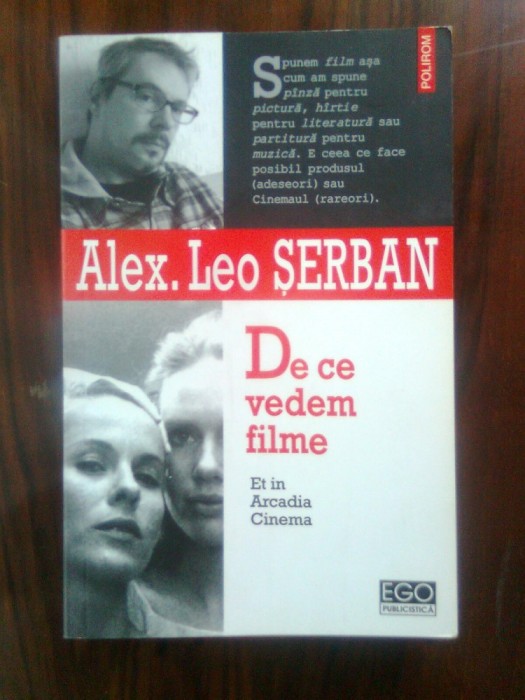 POLIROM
Spunem film așa
cum am spune
pînză pentru
pictură, hîrtie
pentru literatură sau
partitură pentru
muzică. E ceea ce face
posibil produsul
(adeseori) sau
Cinemaul (rareori).
Alex. Leo ȘERBAN
De ce
vedem
filme
Et in
Arcadia
Cinema
EGO
PUBLICISTICĂ